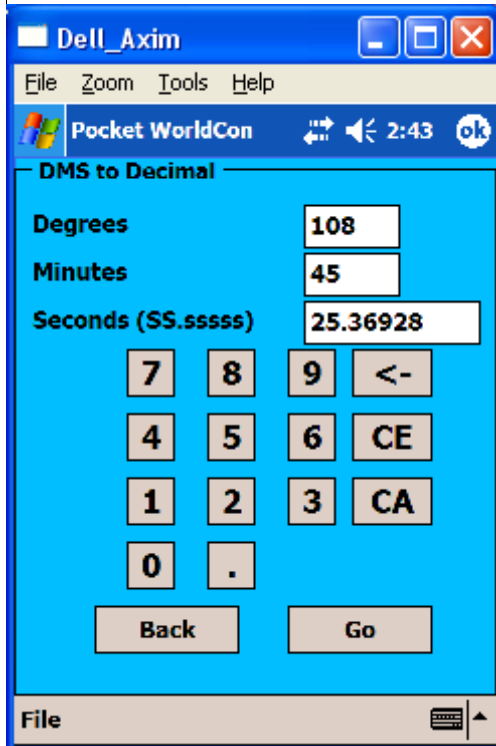 Dell_Axim
File Zoom Tools Help
Pocket WorldCon 2:43 ok
DMS to Decimal
Degrees 108
Minutes 45
Seconds (SS.sssss) 25.36928
7 8 9 <-
4 5 6 CE
1 2 3 CA
0 .
Back Go
File